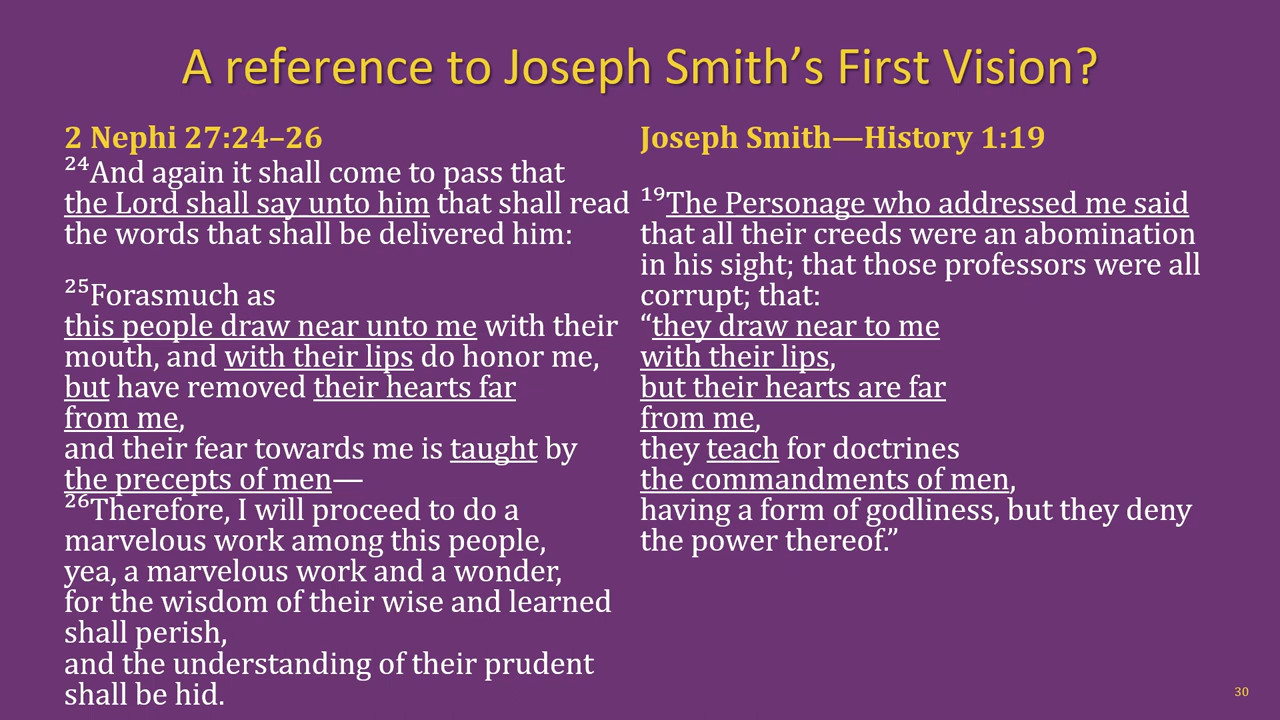 A reference to Joseph Smith’s First Vision?
2 Nephi 27:24–26
²⁴And again it shall come to pass that
the Lord shall say unto him that shall read
the words that shall be delivered him:
²⁵Forasmuch as
this people draw near unto me with their
mouth, and with their lips do honor me,
but have removed their hearts far
from me,
and their fear towards me is taught by
the precepts of men—
²⁶Therefore, I will proceed to do a
marvelous work among this people,
yea, a marvelous work and a wonder,
for the wisdom of their wise and learned
shall perish,
and the understanding of their prudent
shall be hid.
Joseph Smith—History 1:19
¹⁹The Personage who addressed me said
that all their creeds were an abomination
in his sight; that those professors were all
corrupt; that:
“they draw near to me
with their lips,
but their hearts are far
from me,
they teach for doctrines
the commandments of men,
having a form of godliness, but they deny
the power thereof.”
30